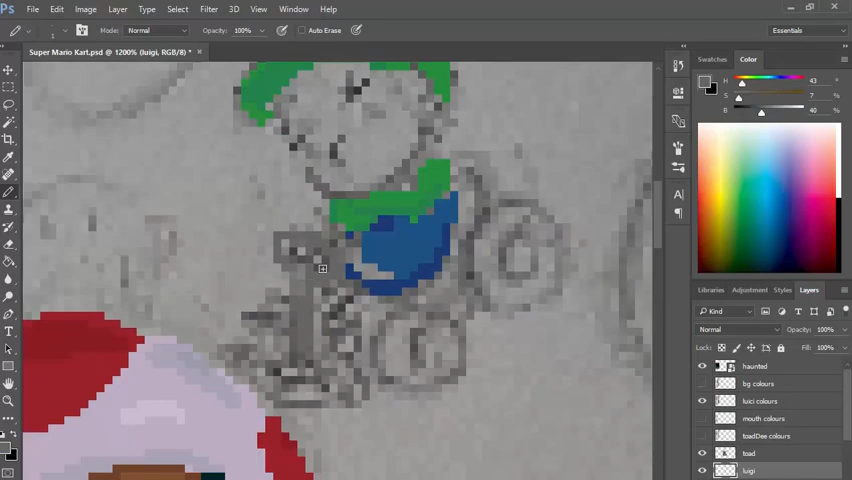 Ps File Edit Image Layer Type Select Filter 3D View Window Help
1 Mode: Normal Opacity: 100% Auto Erase Essentials
Super Mario Kart.psd @ 1200% (luigi, RGB/8) * ×
Swatches Color
H 43 °
S 7 %
B 40 %
Libraries Adjustment Styles Layers
Kind
Normal Opacity: 100%
Lock: Fill: 100%
haunted
bg colours
luici colours
mouth colours
toadDee colours
toad
luigi